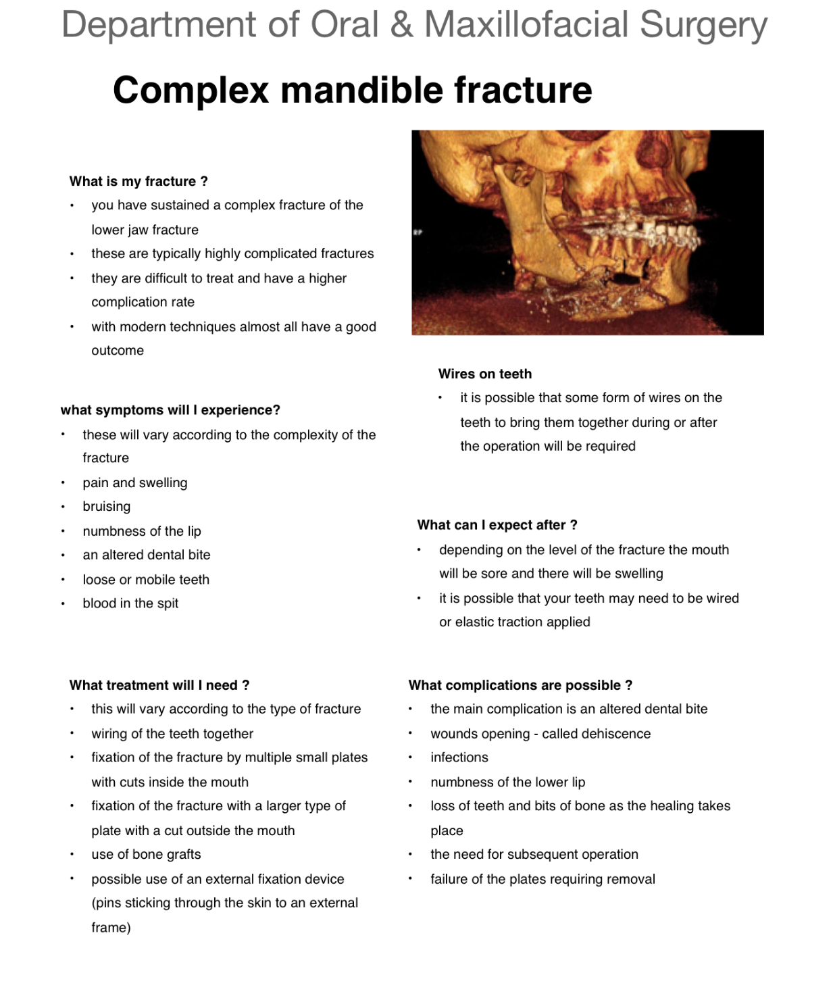 Department of Oral & Maxillofacial Surgery
Complex mandible fracture
What is my fracture ?
• you have sustained a complex fracture of the
lower jaw fracture
• these are typically highly complicated fractures
• they are difficult to treat and have a higher
complication rate
• with modern techniques almost all have a good
outcome
what symptoms will I experience?
• these will vary according to the complexity of the
fracture
• pain and swelling
• bruising
• numbness of the lip
• an altered dental bite
• loose or mobile teeth
• blood in the spit
What treatment will I need ?
• this will vary according to the type of fracture
• wiring of the teeth together
• fixation of the fracture by multiple small plates
with cuts inside the mouth
• fixation of the fracture with a larger type of
plate with a cut outside the mouth
• use of bone grafts
• possible use of an external fixation device
(pins sticking through the skin to an external
frame)
RP
Wires on teeth
• it is possible that some form of wires on the
teeth to bring them together during or after
the operation will be required
What can I expect after ?
• depending on the level of the fracture the mouth
will be sore and there will be swelling
• it is possible that your teeth may need to be wired
or elastic traction applied
What complications are possible ?
• the main complication is an altered dental bite
• wounds opening - called dehiscence
• infections
• numbness of the lower lip
• loss of teeth and bits of bone as the healing takes
place
• the need for subsequent operation
• failure of the plates requiring removal